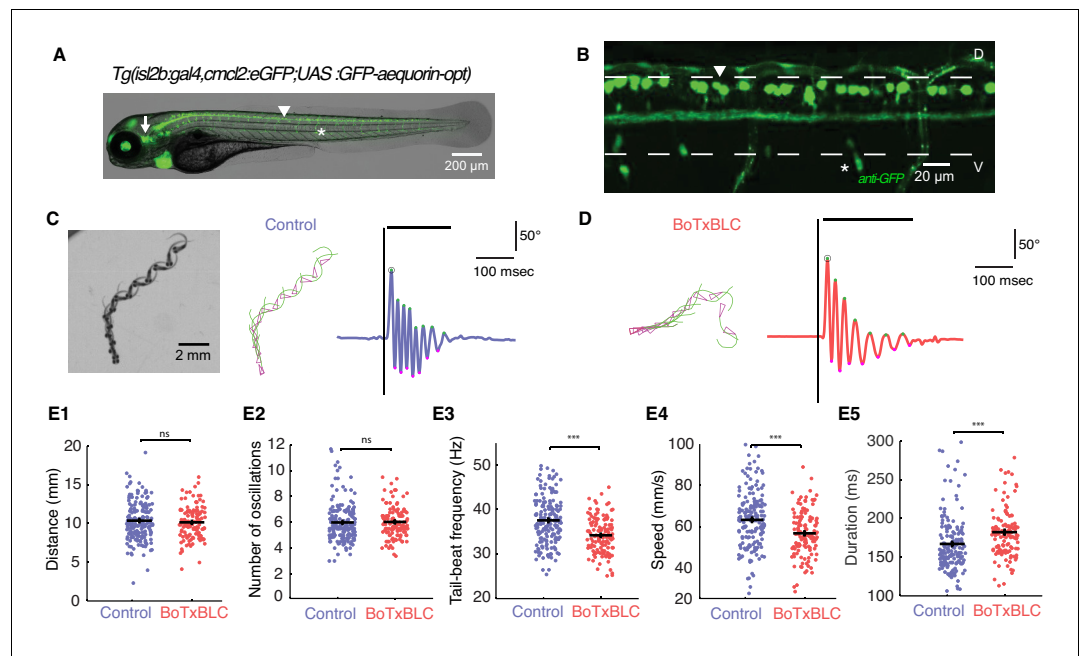 A
Tg(isl2b:gal4,cmcl2:eGFP;UAS :GFP-aequorin-opt)
*
200 µm
B
D
*
anti-GFP
20 µm
V
C
2 mm
Control
50°
100 msec
D
BoTxBLC
50°
100 msec
E1
ns
Distance (mm)
20
15
10
5
0
Control BoTxBLC
E2
ns
Number of oscillations
12
10
8
6
4
2
0
Control BoTxBLC
E3
***
Tail-beat frequency (Hz)
50
40
30
20
Control BoTxBLC
E4
***
Speed (mm/s)
100
80
60
40
20
Control BoTxBLC
E5
***
Duration (ms)
300
250
200
150
100
Control BoTxBLC